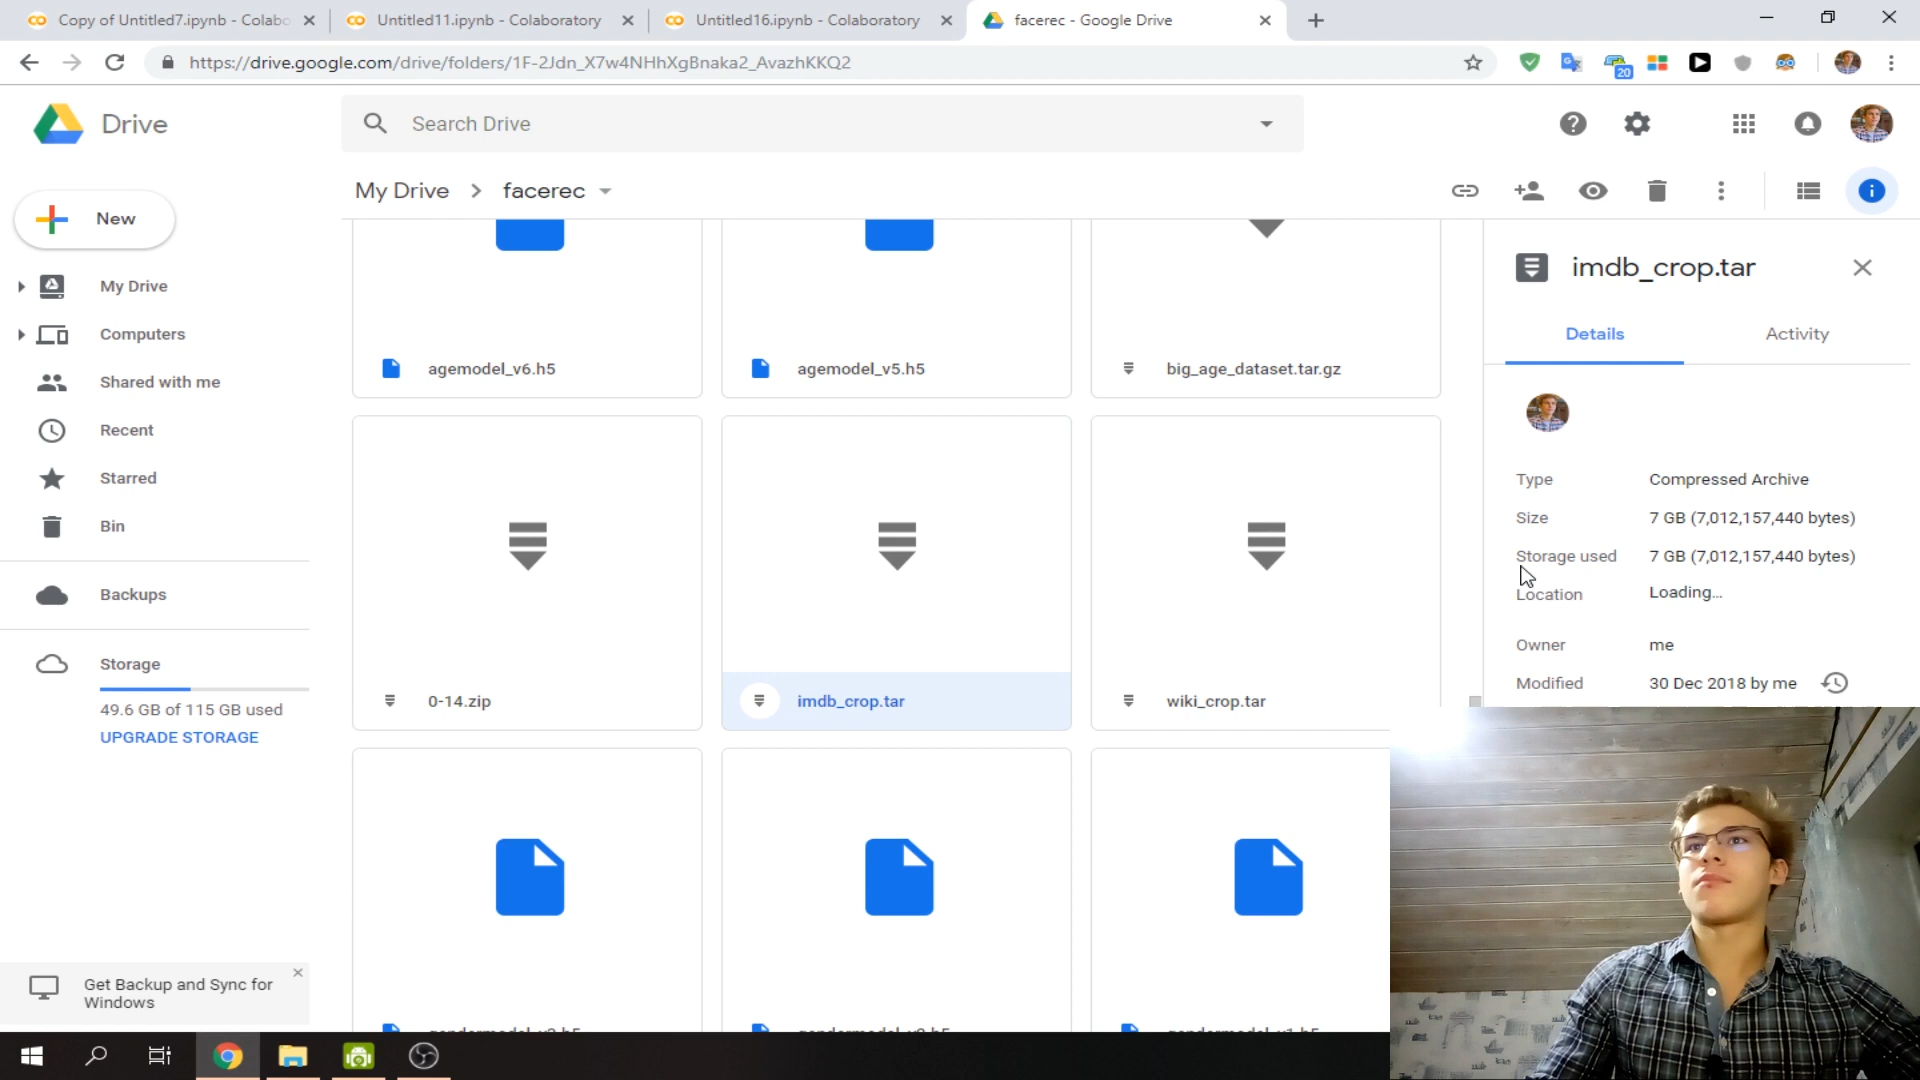 Copy of Untitled7.ipynb - Colabo
Untitled11.ipynb - Colaboratory
Untitled16.ipynb - Colaboratory
facerec - Google Drive
https://drive.google.com/drive/folders/1F-2Jdn_X7w4NHhXgBnaka2_AvazhKKQ2
20
Drive
Search Drive
My Drive
facerec
New
My Drive
Computers
Shared with me
Recent
Starred
Bin
Backups
Storage
49.6 GB of 115 GB used
UPGRADE STORAGE
Get Backup and Sync for
Windows
agemodel_v6.h5
agemodel_v5.h5
big_age_dataset.tar.gz
0-14.zip
imdb_crop.tar
wiki_crop.tar
imdb_crop.tar
Details
Activity
Type
Compressed Archive
Size
7 GB (7,012,157,440 bytes)
Storage used
7 GB (7,012,157,440 bytes)
Location
Loading...
Owner
me
Modified
30 Dec 2018 by me